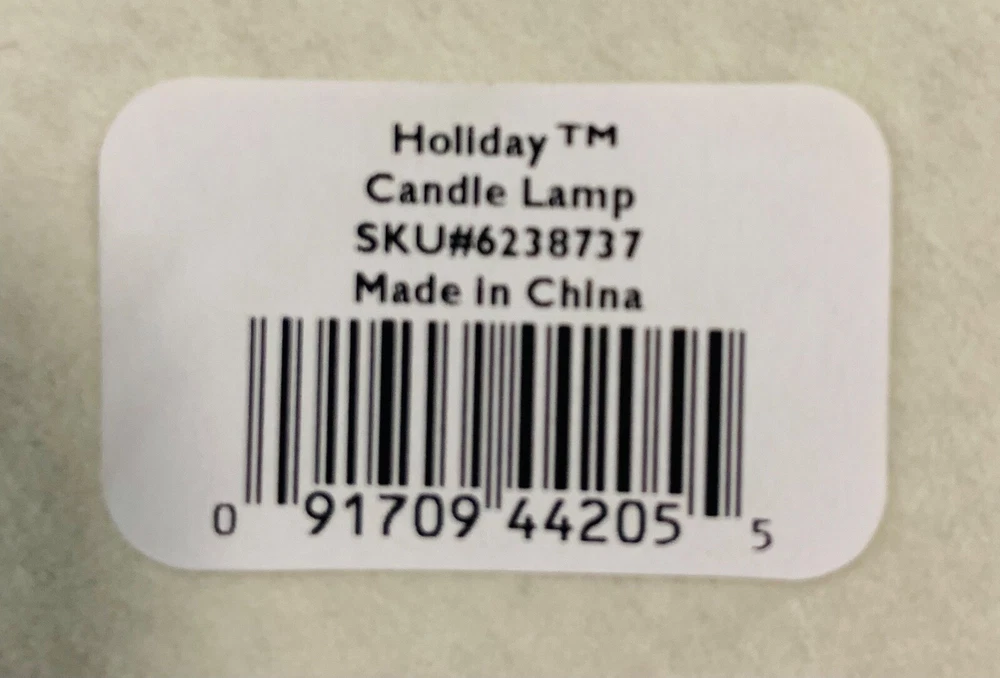 Holiday ™
Candle Lamp
SKU#6238737
Made in China
0 91709 44205 5